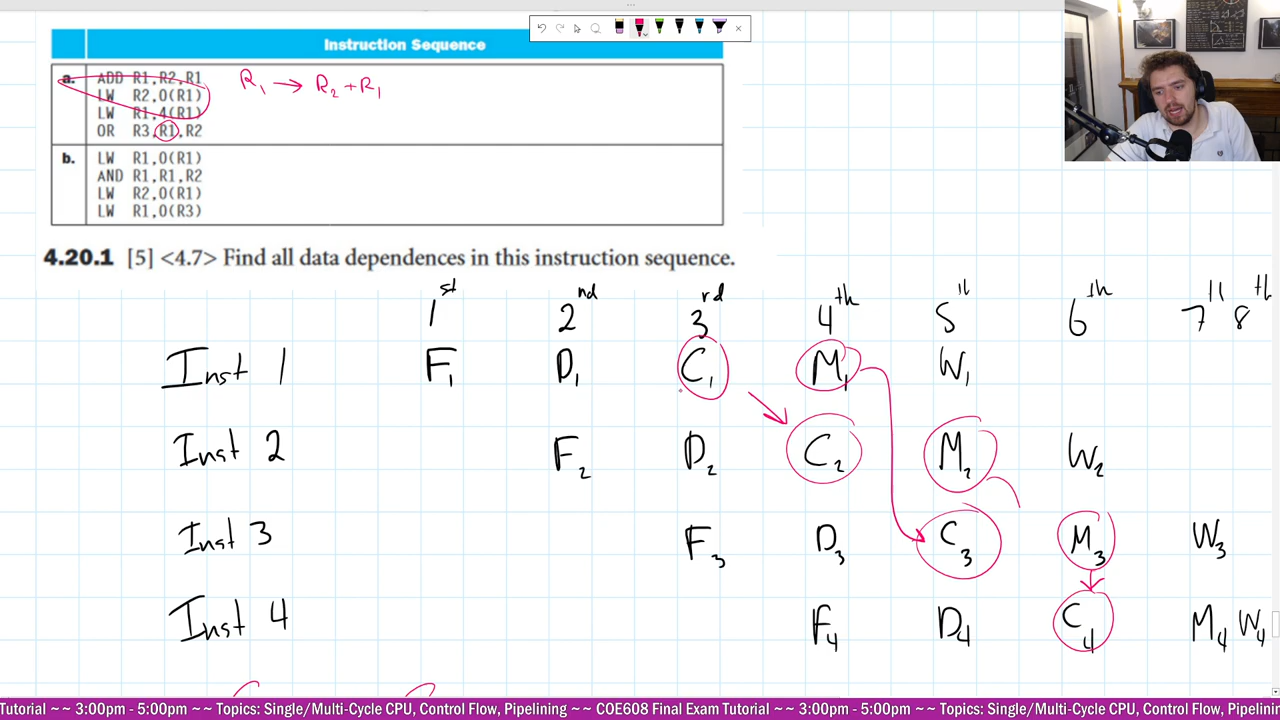 Instruction Sequence
a. ADD R1,R2,R1 R1 → R2+R1
LW R2,0(R1)
LW R1,4(R1)
OR R3,R1,R2
b. LW R1,0(R1)
AND R1,R1,R2
LW R2,0(R1)
LW R1,0(R3)
4.20.1 [5] <4.7> Find all data dependences in this instruction sequence.
1st 2nd 3rd 4th 5th 6th 7th 8th
Inst 1 F1 D1 C1 M1 W1
Inst 2 F2 D2 C2 M2 W2
Inst 3 F3 D3 C3 M3 W3
Inst 4 F4 D4 C4 M4 W4
Tutorial ~~ 3:00pm - 5:00pm ~~ Topics: Single/Multi-Cycle CPU, Control Flow, Pipelining ~~ COE608 Final Exam Tutorial ~~ 3:00pm - 5:00pm ~~ Topics: Single/Multi-Cycle CPU, Control Flow, Pipelinin